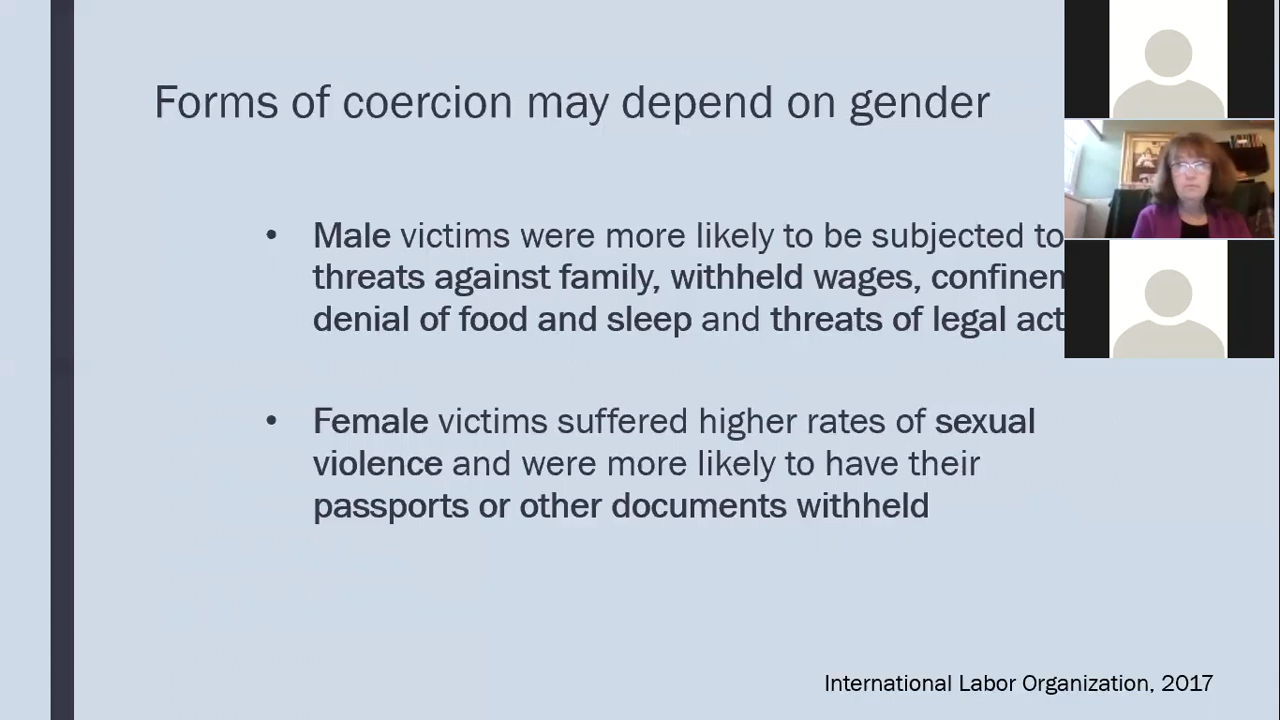 Forms of coercion may depend on gender
• Male victims were more likely to be subjected to
threats against family, withheld wages,
denial of food and sleep and threats of legal
• Female victims suffered higher rates of sexual
violence and were more likely to have their
passports or other documents withheld
International Labor Organization, 2017